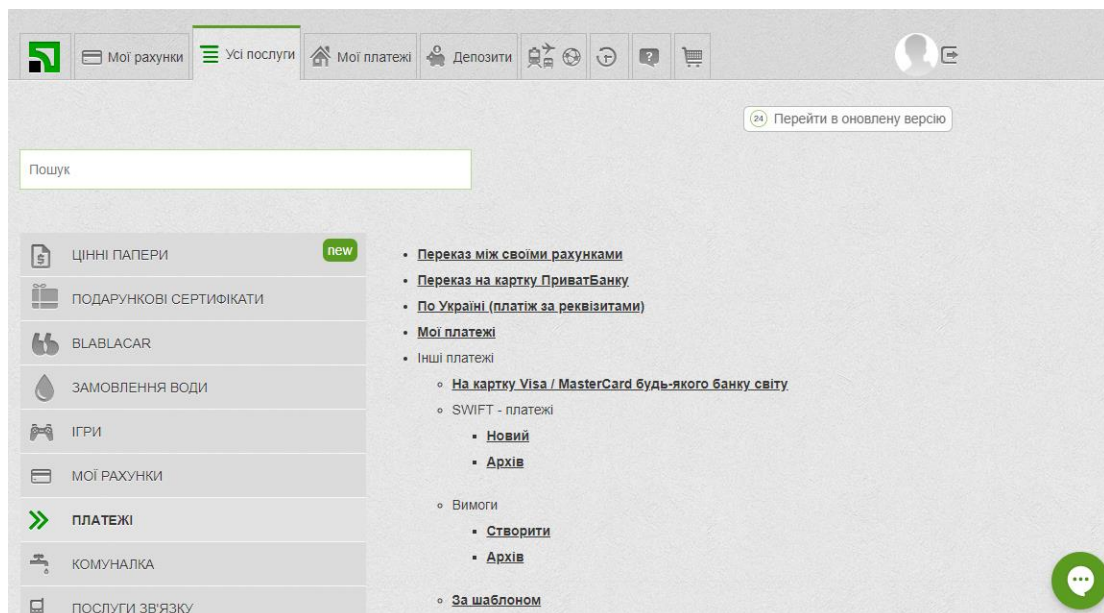 Мої рахунки
Усі послуги
Мої платежі
Депозити
24 Перейти в оновлену версію
Пошук
ЦІННІ ПАПЕРИ new
ПОДАРУНКОВІ СЕРТИФІКАТИ
BLABLACAR
ЗАМОВЛЕННЯ ВОДИ
ІГРИ
МОЇ РАХУНКИ
ПЛАТЕЖІ
КОМУНАЛКА
ПОСЛУГИ ЗВ'ЯЗКУ
Переказ між своїми рахунками
Переказ на картку ПриватБанку
По Україні (платіж за реквізитами)
Мої платежі
Інші платежі
На картку Visa / MasterCard будь-якого банку світу
SWIFT - платежі
Новий
Архів
Вимоги
Створити
Архів
За шаблоном